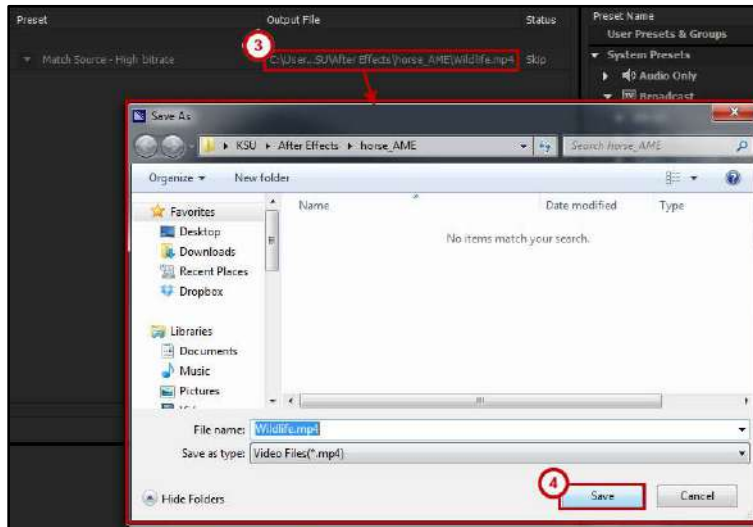 Preset Output File Status Preset Name
User Presets & Groups
3
Match Source - High bitrate C:\User...SU\After Effects\horse_AME\Wildlife.mp4 Skip System Presets
Audio Only
Broadcast
Save As
KSU After Effects horse_AME Search horse_AME
Organize New folder
Favorites Name Date modified Type
Desktop No items match your search.
Downloads
Recent Places
Dropbox
Libraries
Documents
Music
Pictures
File name: Wildlife.mp4
Save as type: Video Files(*.mp4)
4
Hide Folders Save Cancel